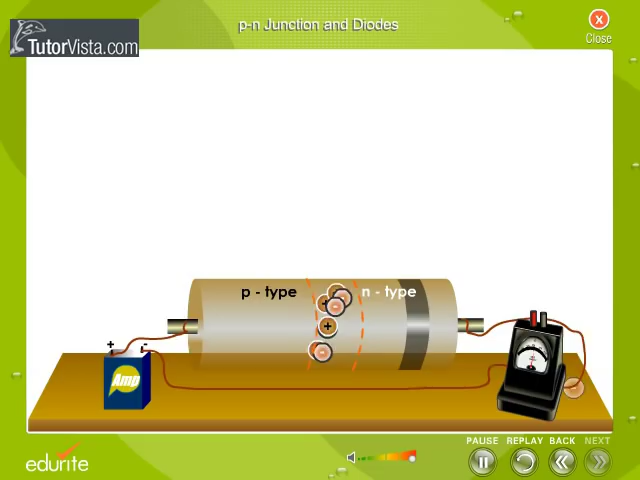 p-n Junction and Diodes
TutorVista.com
Close
p - type
n - type
+
+ -
Amp
PAUSE REPLAY BACK NEXT
edurite